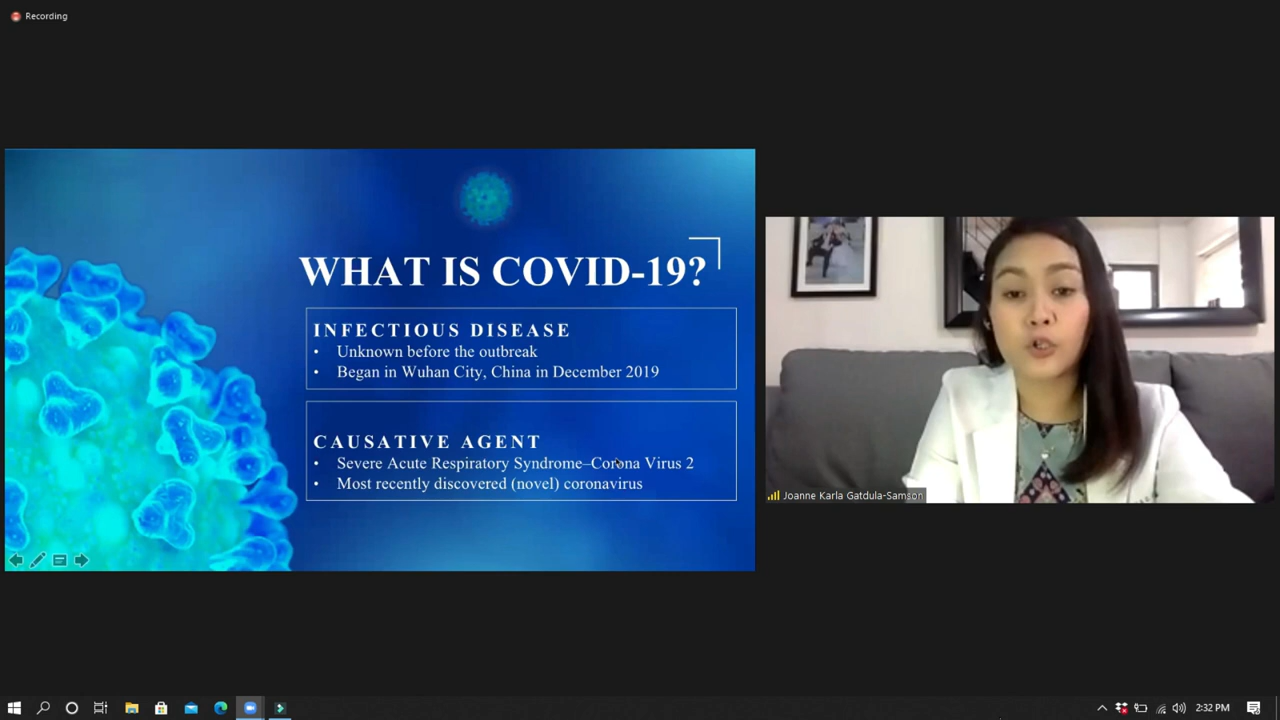 Recording
WHAT IS COVID-19?
INFECTIOUS DISEASE
• Unknown before the outbreak
• Began in Wuhan City, China in December 2019
CAUSATIVE AGENT
• Severe Acute Respiratory Syndrome–Corona Virus 2
• Most recently discovered (novel) coronavirus
Joanne Karla Gatdula-Samson
2:32 PM